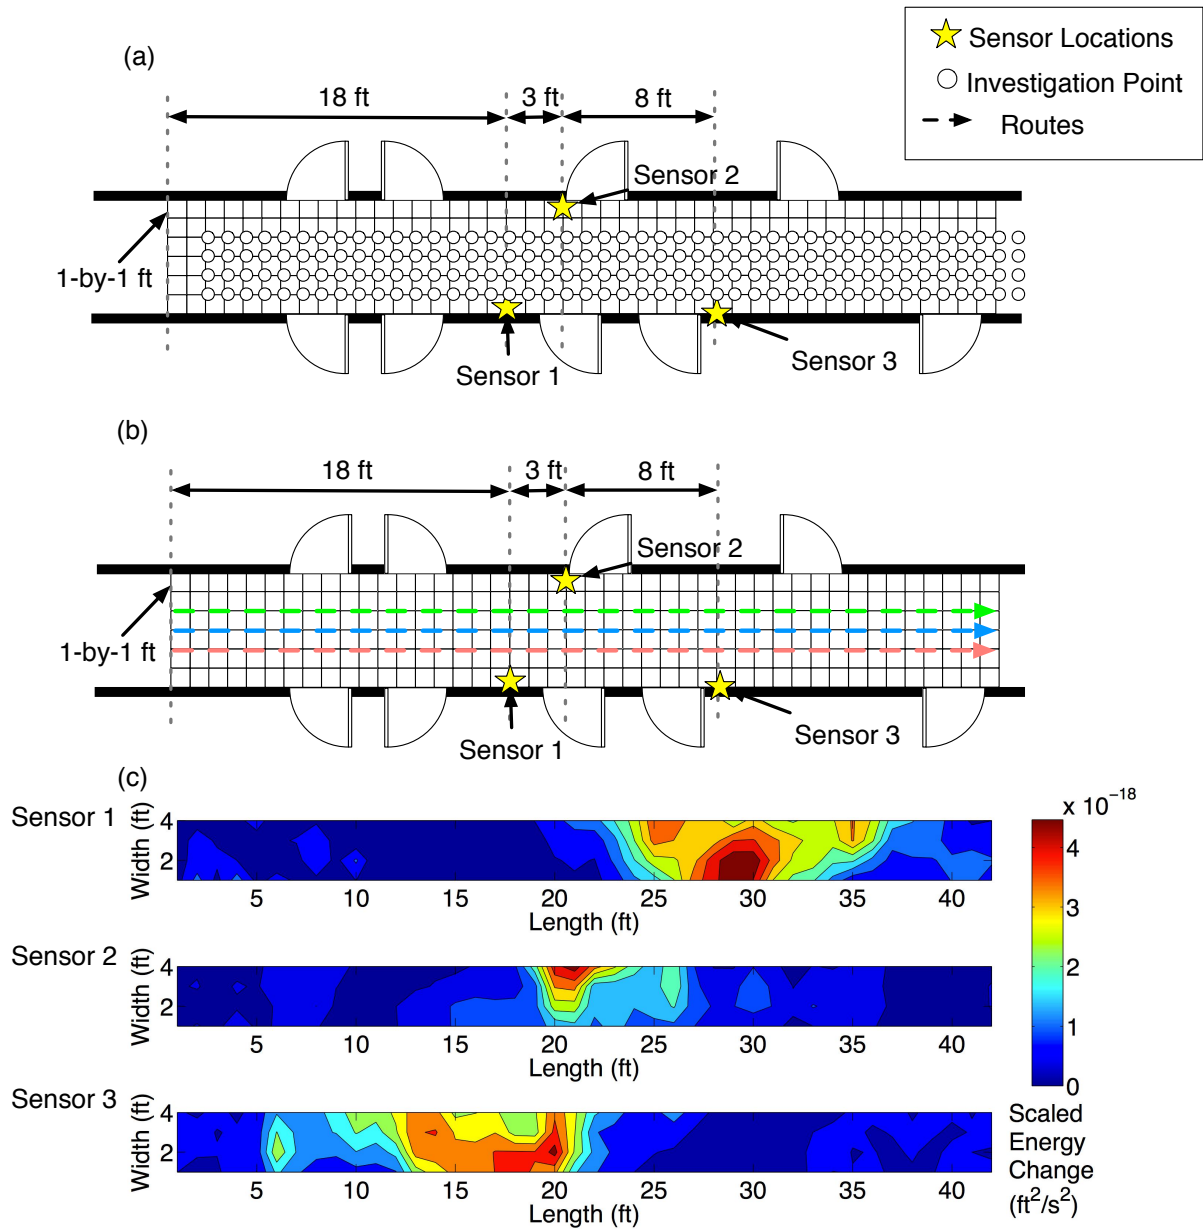 Sensor Locations
Investigation Point
Routes
(a)
18 ft
3 ft
8 ft
Sensor 2
1-by-1 ft
Sensor 1
Sensor 3
(b)
18 ft
3 ft
8 ft
Sensor 2
1-by-1 ft
Sensor 1
Sensor 3
(c)
Sensor 1
Width (ft)
4
2
5 10 15 20 25 30 35 40
Length (ft)
Sensor 2
Width (ft)
4
2
5 10 15 20 25 30 35 40
Length (ft)
Sensor 3
Width (ft)
4
2
5 10 15 20 25 30 35 40
Length (ft)
x 10⁻¹⁸
4
3
2
1
0
Scaled
Energy
Change
(ft²/s²)